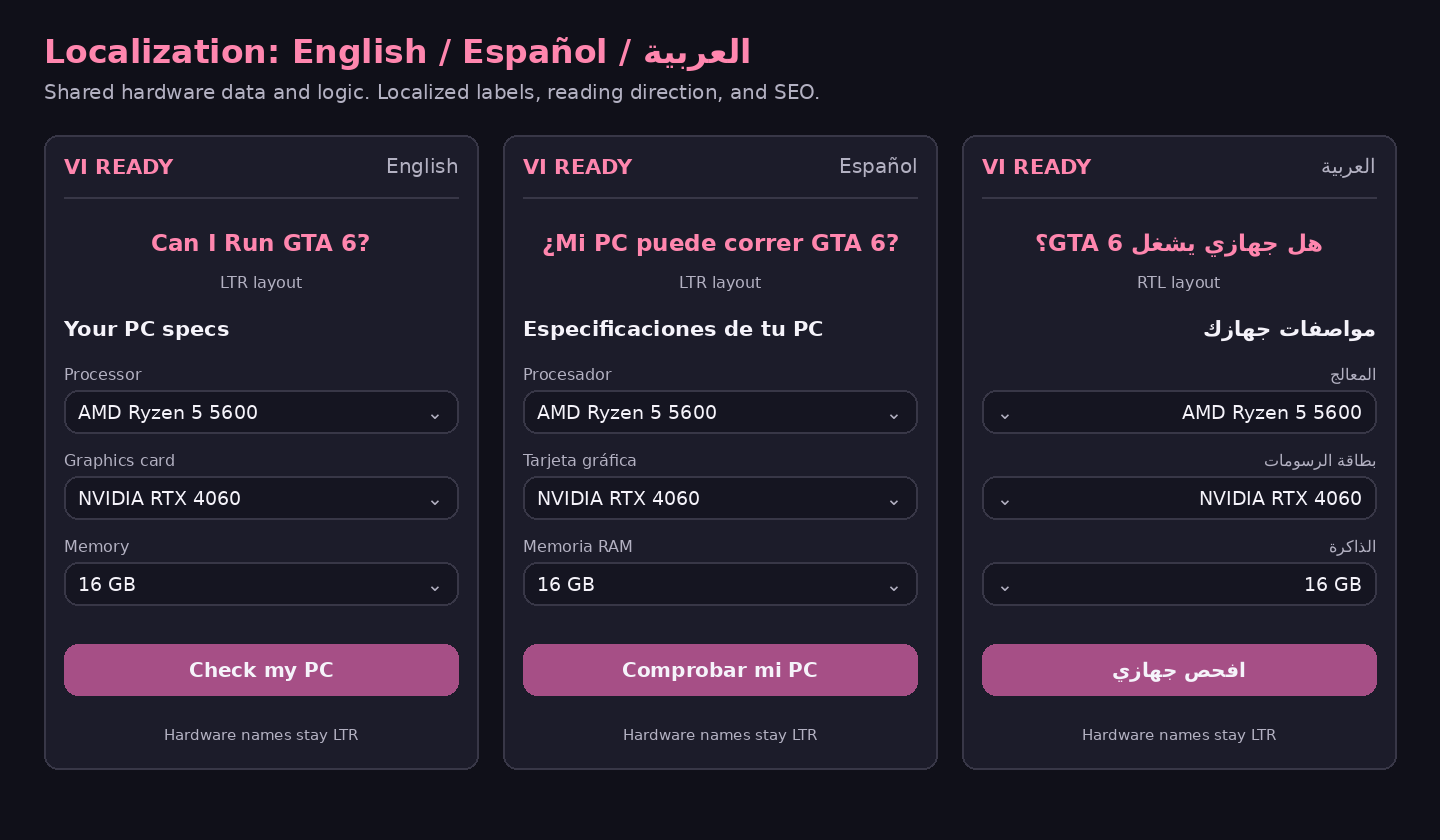 Localization: English / Español / العربية
Shared hardware data and logic. Localized labels, reading direction, and SEO.
VI READY
English
Can I Run GTA 6?
LTR layout
Your PC specs
Processor
AMD Ryzen 5 5600
Graphics card
NVIDIA RTX 4060
Memory
16 GB
Check my PC
Hardware names stay LTR
VI READY
Español
¿Mi PC puede correr GTA 6?
LTR layout
Especificaciones de tu PC
Procesador
AMD Ryzen 5 5600
Tarjeta gráfica
NVIDIA RTX 4060
Memoria RAM
16 GB
Comprobar mi PC
Hardware names stay LTR
VI READY
العربية
هل جهازي يشغل GTA 6؟
RTL layout
مواصفات جهازك
المعالج
AMD Ryzen 5 5600
بطاقة الرسومات
NVIDIA RTX 4060
الذاكرة
16 GB
افحص جهازي
Hardware names stay LTR